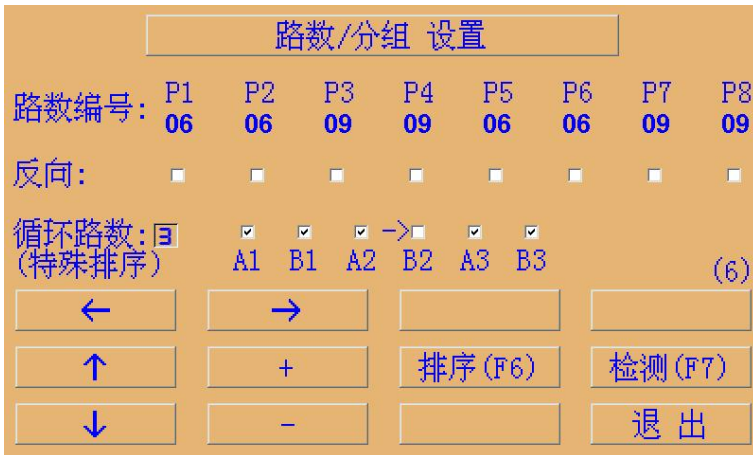 路数/分组 设置
P1 P2 P3 P4 P5 P6 P7 P8
路数编号: 06 06 09 09 06 06 09 09
反向:
循环路数: 3 ->
(特殊排序) A1 B1 A2 B2 A3 B3 (6)
← →
↑ + 排序(F6) 检测(F7)
↓ - 退 出